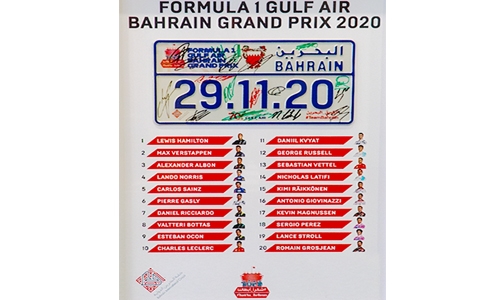 FORMULA 1 GULF AIR
BAHRAIN GRAND PRIX 2020
FORMULA 1
GULF AIR
BAHRAIN
GRAND PRIX
البحرين
BAHRAIN
29.11.20
1 LEWIS HAMILTON
2 MAX VERSTAPPEN
3 ALEXANDER ALBON
4 LANDO NORRIS
5 CARLOS SAINZ
6 PIERRE GASLY
7 DANIEL RICCIARDO
8 VALTTERI BOTTAS
9 ESTEBAN OCON
10 CHARLES LECLERC
11 DANIIL KVYAT
12 GEORGE RUSSELL
13 SEBASTIAN VETTEL
14 NICHOLAS LATIFI
15 KIMI RÄIKKÖNEN
16 ANTONIO GIOVINAZZI
17 KEVIN MAGNUSSEN
18 SERGIO PEREZ
19 LANCE STROLL
20 ROMAIN GROSJEAN